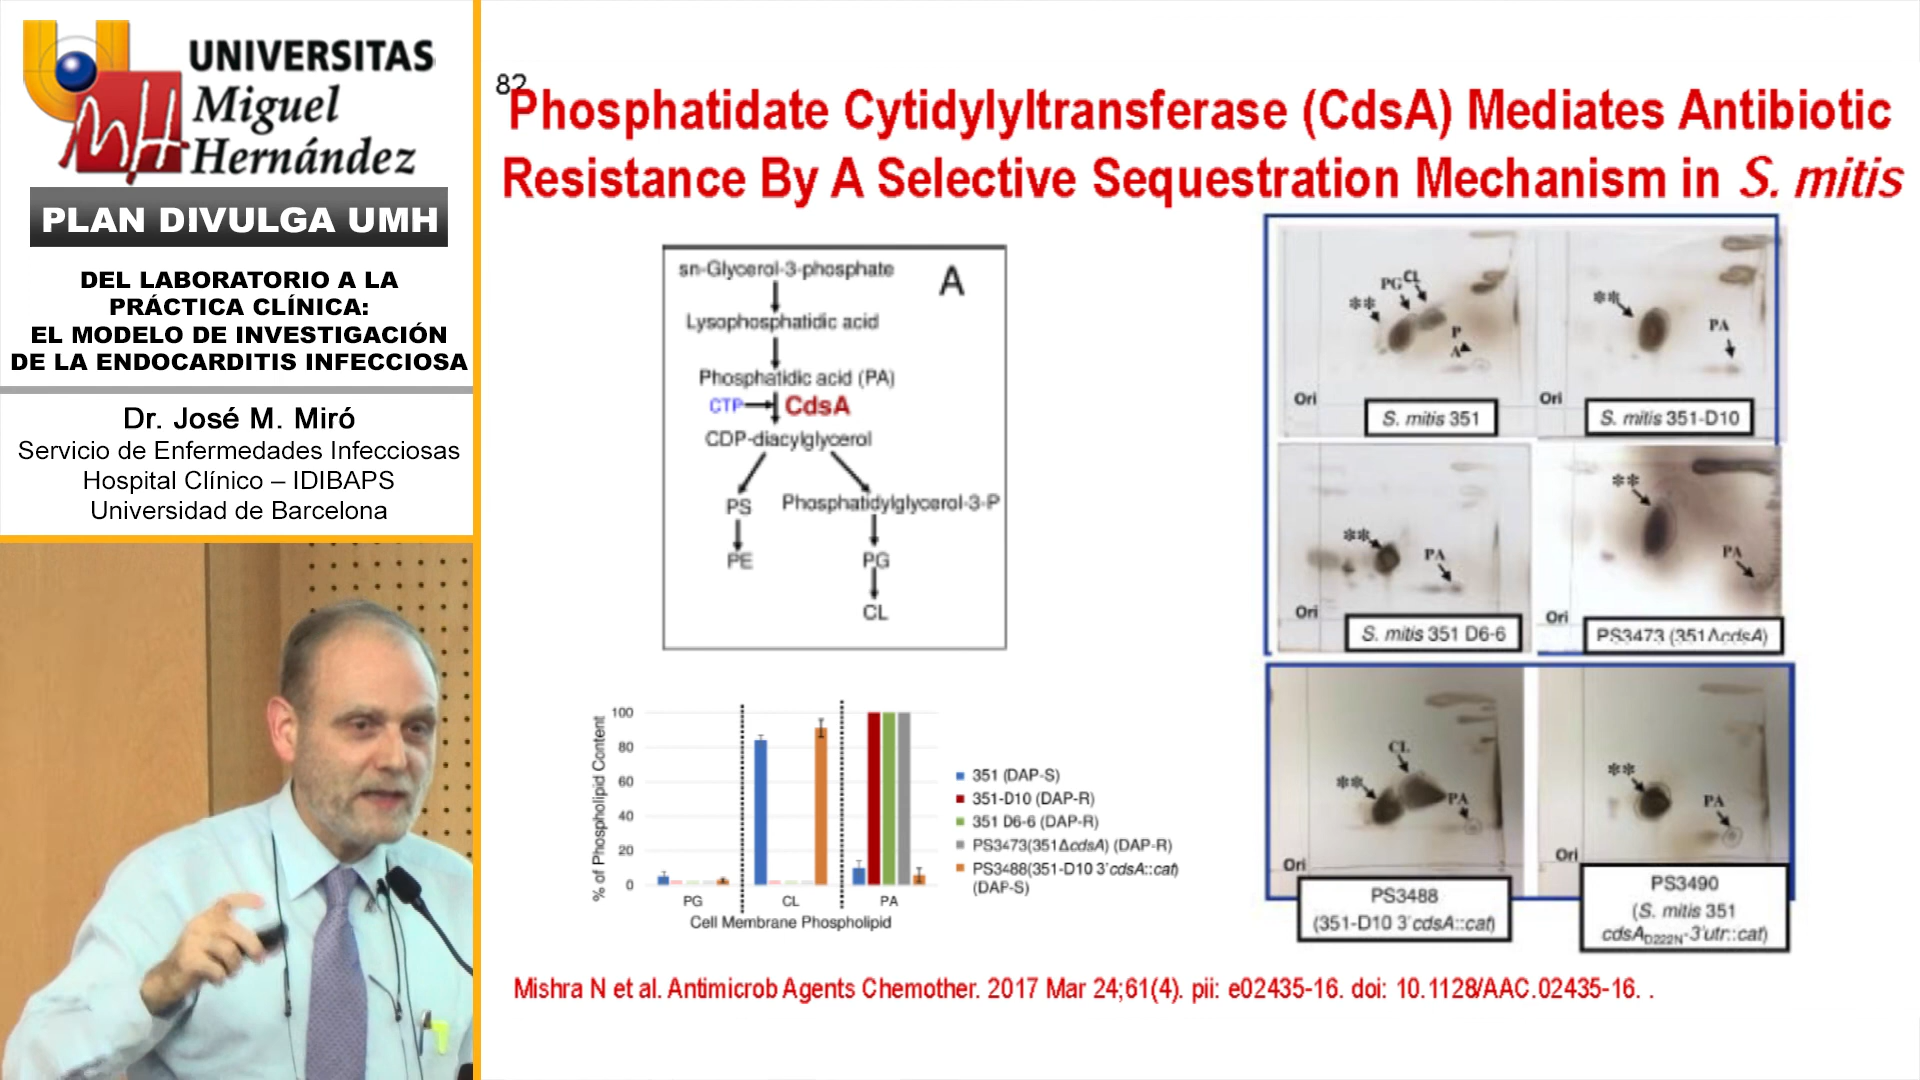 UNIVERSITAS
Miguel
Hernández
PLAN DIVULGA UMH
DEL LABORATORIO A LA
PRÁCTICA CLÍNICA:
EL MODELO DE INVESTIGACIÓN
DE LA ENDOCARDITIS INFECCIOSA
Dr. José M. Miró
Servicio de Enfermedades Infecciosas
Hospital Clínico – IDIBAPS
Universidad de Barcelona
82
Phosphatidate Cytidylyltransferase (CdsA) Mediates Antibiotic
Resistance By A Selective Sequestration Mechanism in S. mitis
A
sn-Glycerol-3-phosphate
Lysophosphatidic acid
Phosphatidic acid (PA)
CTP CdsA
CDP-diacylglycerol
PS Phosphatidylglycerol-3-P
PE PG
CL
% of Phospholipid Content
100
80
60
40
20
0
PG CL PA
Cell Membrane Phospholipid
351 (DAP-S)
351-D10 (DAP-R)
351 D6-6 (DAP-R)
PS3473(351ΔcdsA) (DAP-R)
PS3488(351-D10 3'cdsA::cat)
(DAP-S)
PG CL
**
P
A
Ori
S. mitis 351
**
PA
Ori
S. mitis 351-D10
**
PA
Ori
S. mitis 351 D6-6
**
PA
Ori
PS3473 (351ΔcdsA)
CL
**
PA
Ori
PS3488
(351-D10 3'cdsA::cat)
**
PA
Ori
PS3490
(S. mitis 351
cdsAD222N-3'utr::cat)
Mishra N et al. Antimicrob Agents Chemother. 2017 Mar 24;61(4). pii: e02435-16. doi: 10.1128/AAC.02435-16. .